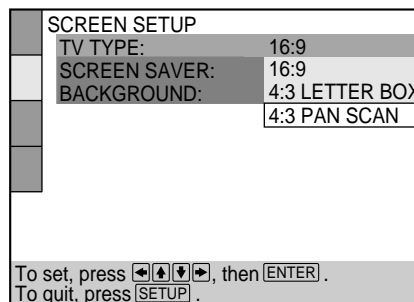 SCREEN SETUP
TV TYPE: 16:9
SCREEN SAVER: 16:9
BACKGROUND: 4:3 LETTER BOX
4:3 PAN SCAN
To set, press , then ENTER .
To quit, press SETUP .